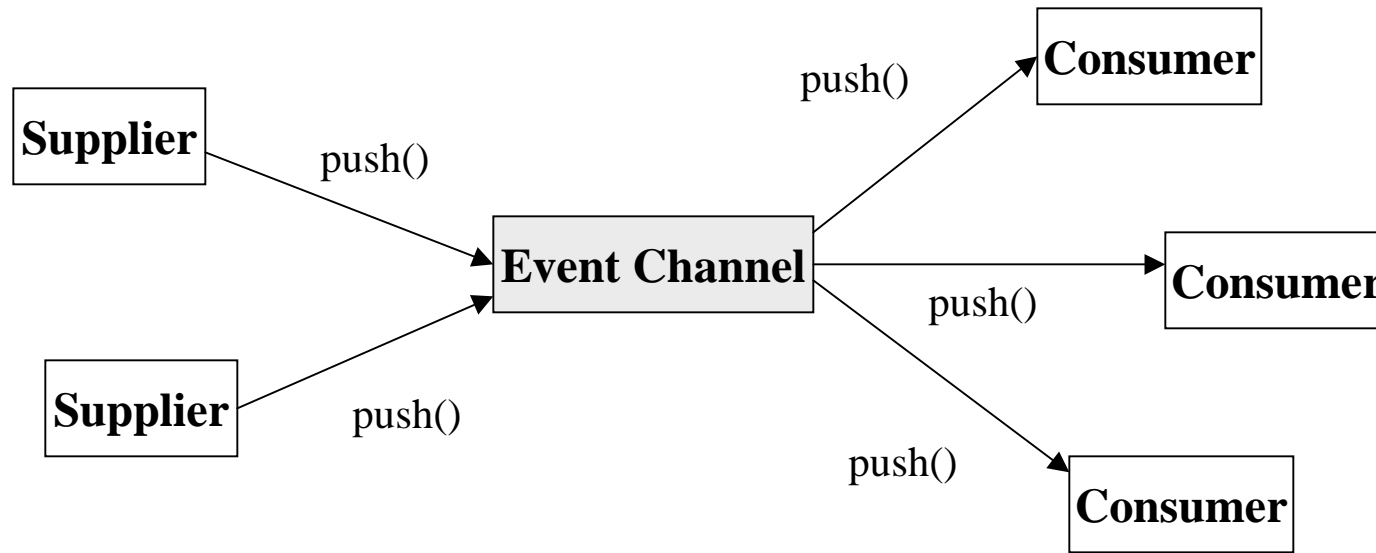 Consumer
push()
Supplier
push()
Event Channel
Consumer
push()
Supplier
push()
push()
Consumer